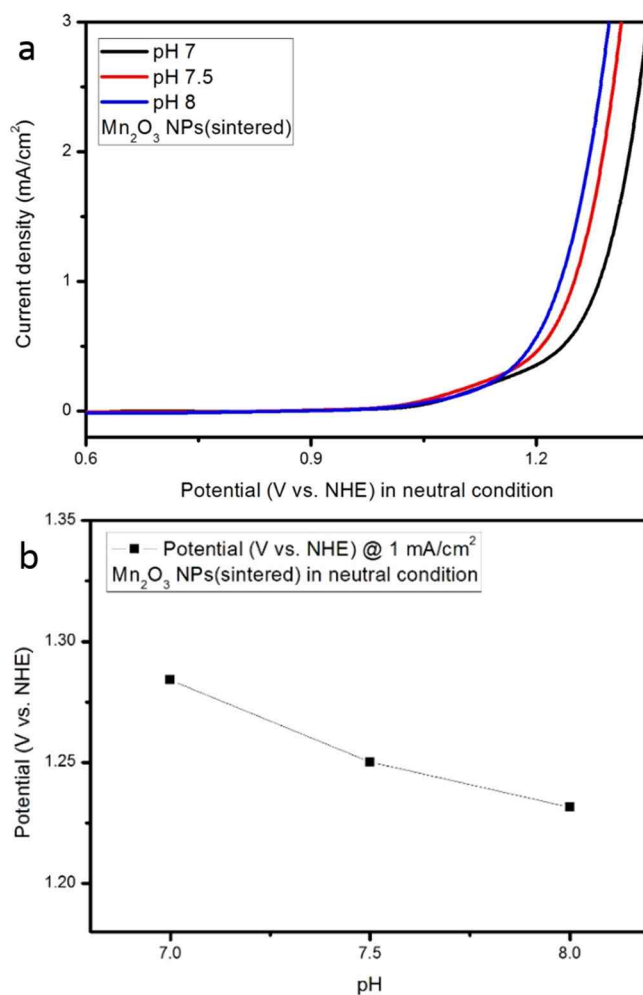 a
3
pH 7
pH 7.5
pH 8
Mn₂O₃ NPs(sintered)
2
1
0
Current density (mA/cm²)
0.6 0.9 1.2
Potential (V vs. NHE) in neutral condition
b
1.35
Potential (V vs. NHE) @ 1 mA/cm²
Mn₂O₃ NPs(sintered) in neutral condition
1.30
1.25
1.20
Potential (V vs. NHE)
7.0 7.5 8.0
pH